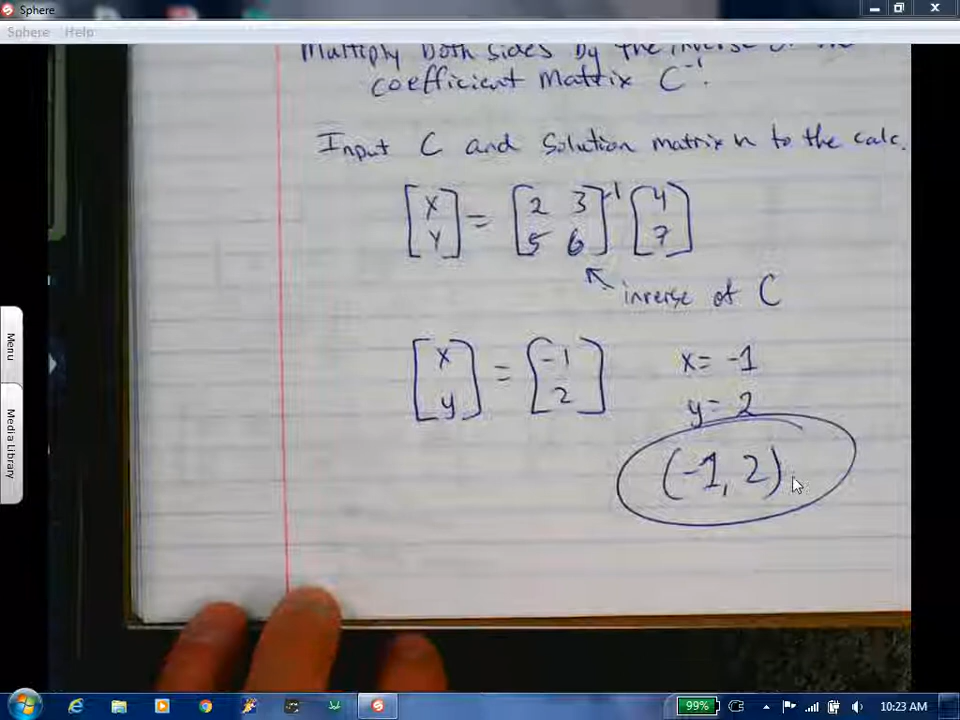 Sphere
Sphere Help
Multiply both sides by the inverse of the
coefficient Matrix C⁻¹.
Input C and Solution matrix n to the calc.
[X Y] = [2 3 5 6]⁻¹ [4 7]
inverse of C
[x y] = [-1 2]
x = -1
y = 2
(-1, 2)
Menu
Media Library
99%
10:23 AM